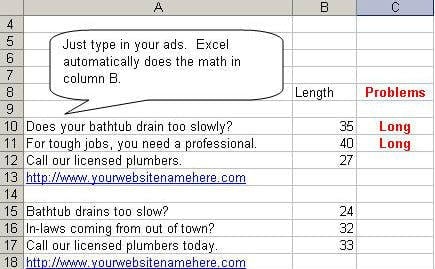 A B C
4
5
Just type in your ads. Excel
automatically does the math in
column B.
6
7
8 Length Problems
9
10 Does your bathtub drain too slowly? 35 Long
11 For tough jobs, you need a professional. 40 Long
12 Call our licensed plumbers. 27
13 http://www.yourwebsitenamehere.com
14
15 Bathtub drains too slow? 24
16 In-laws coming from out of town? 32
17 Call our licensed plumbers today. 33
18 http://www.yourwebsitenamehere.com